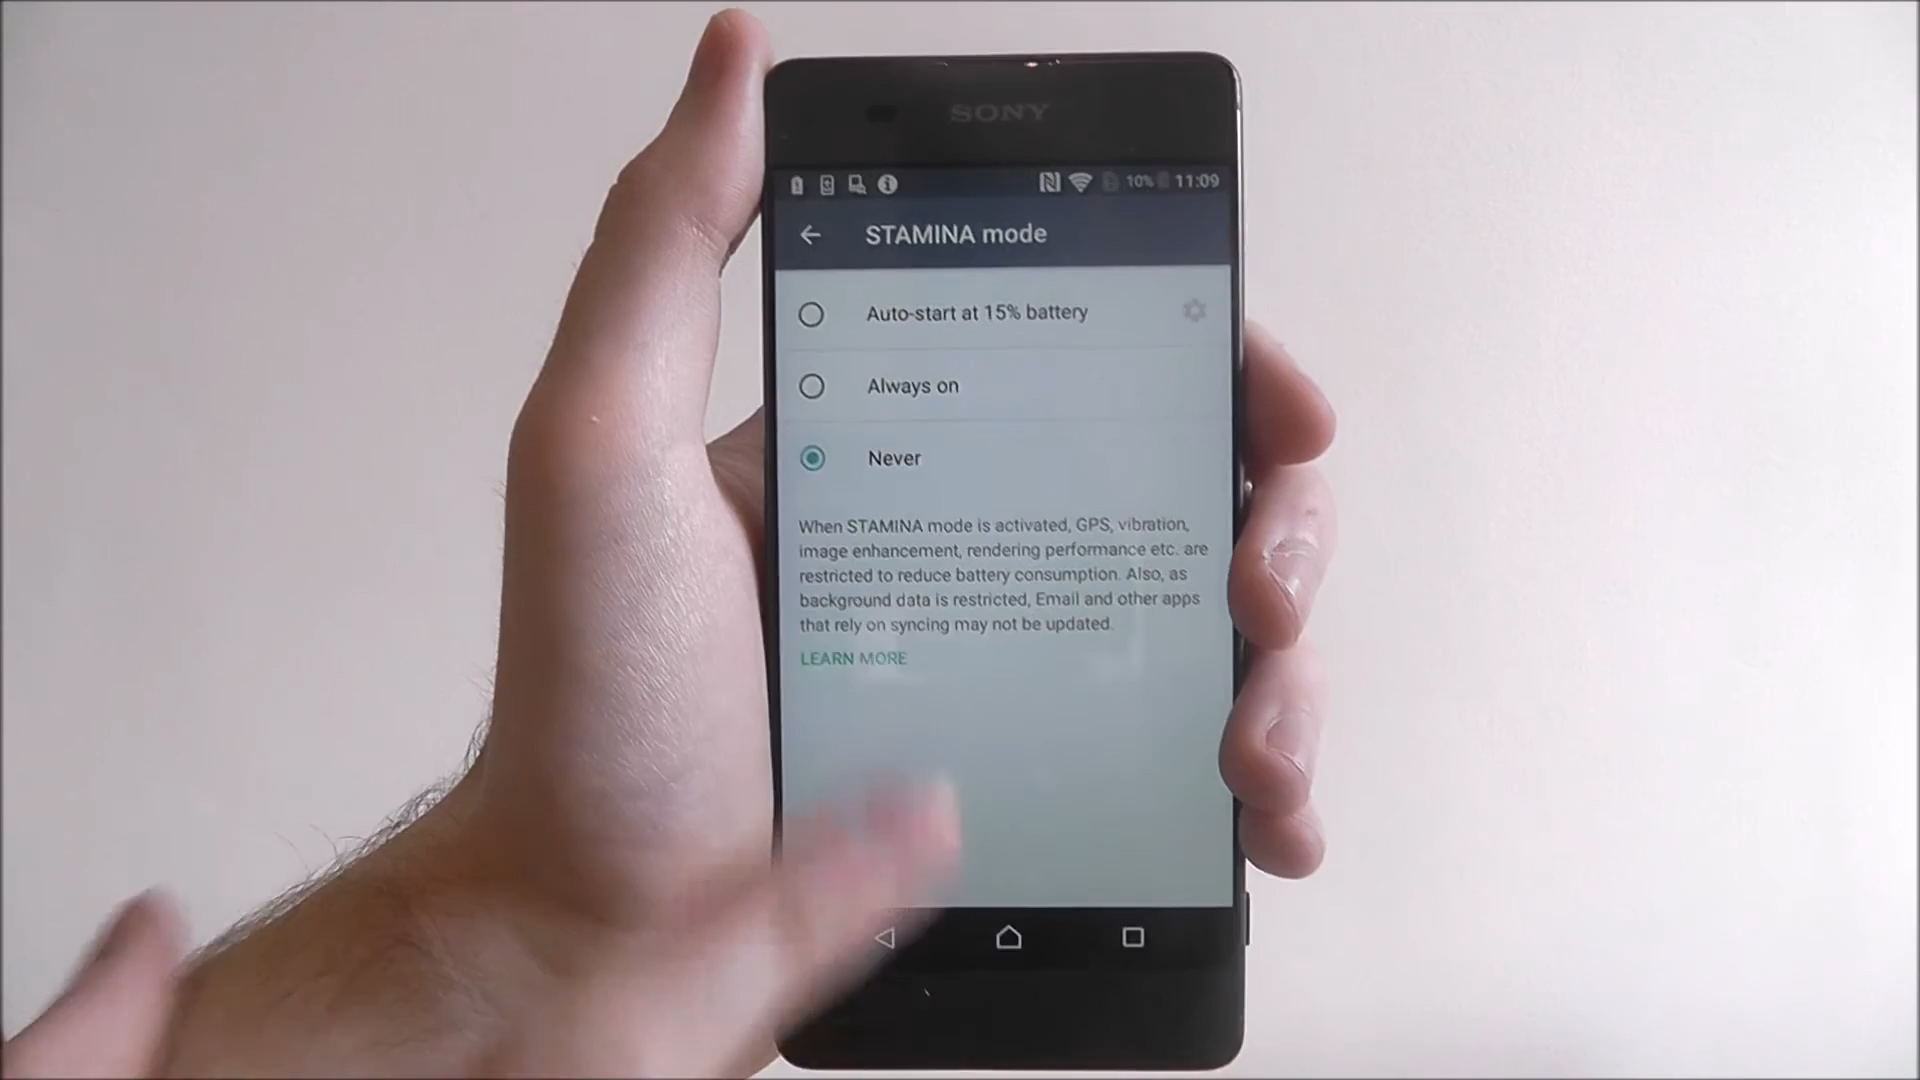 SONY
10% 11:09
STAMINA mode
Auto-start at 15% battery
Always on
Never
When STAMINA mode is activated, GPS, vibration,
image enhancement, rendering performance etc. are
restricted to reduce battery consumption. Also, as
background data is restricted, Email and other apps
that rely on syncing may not be updated.
LEARN MORE